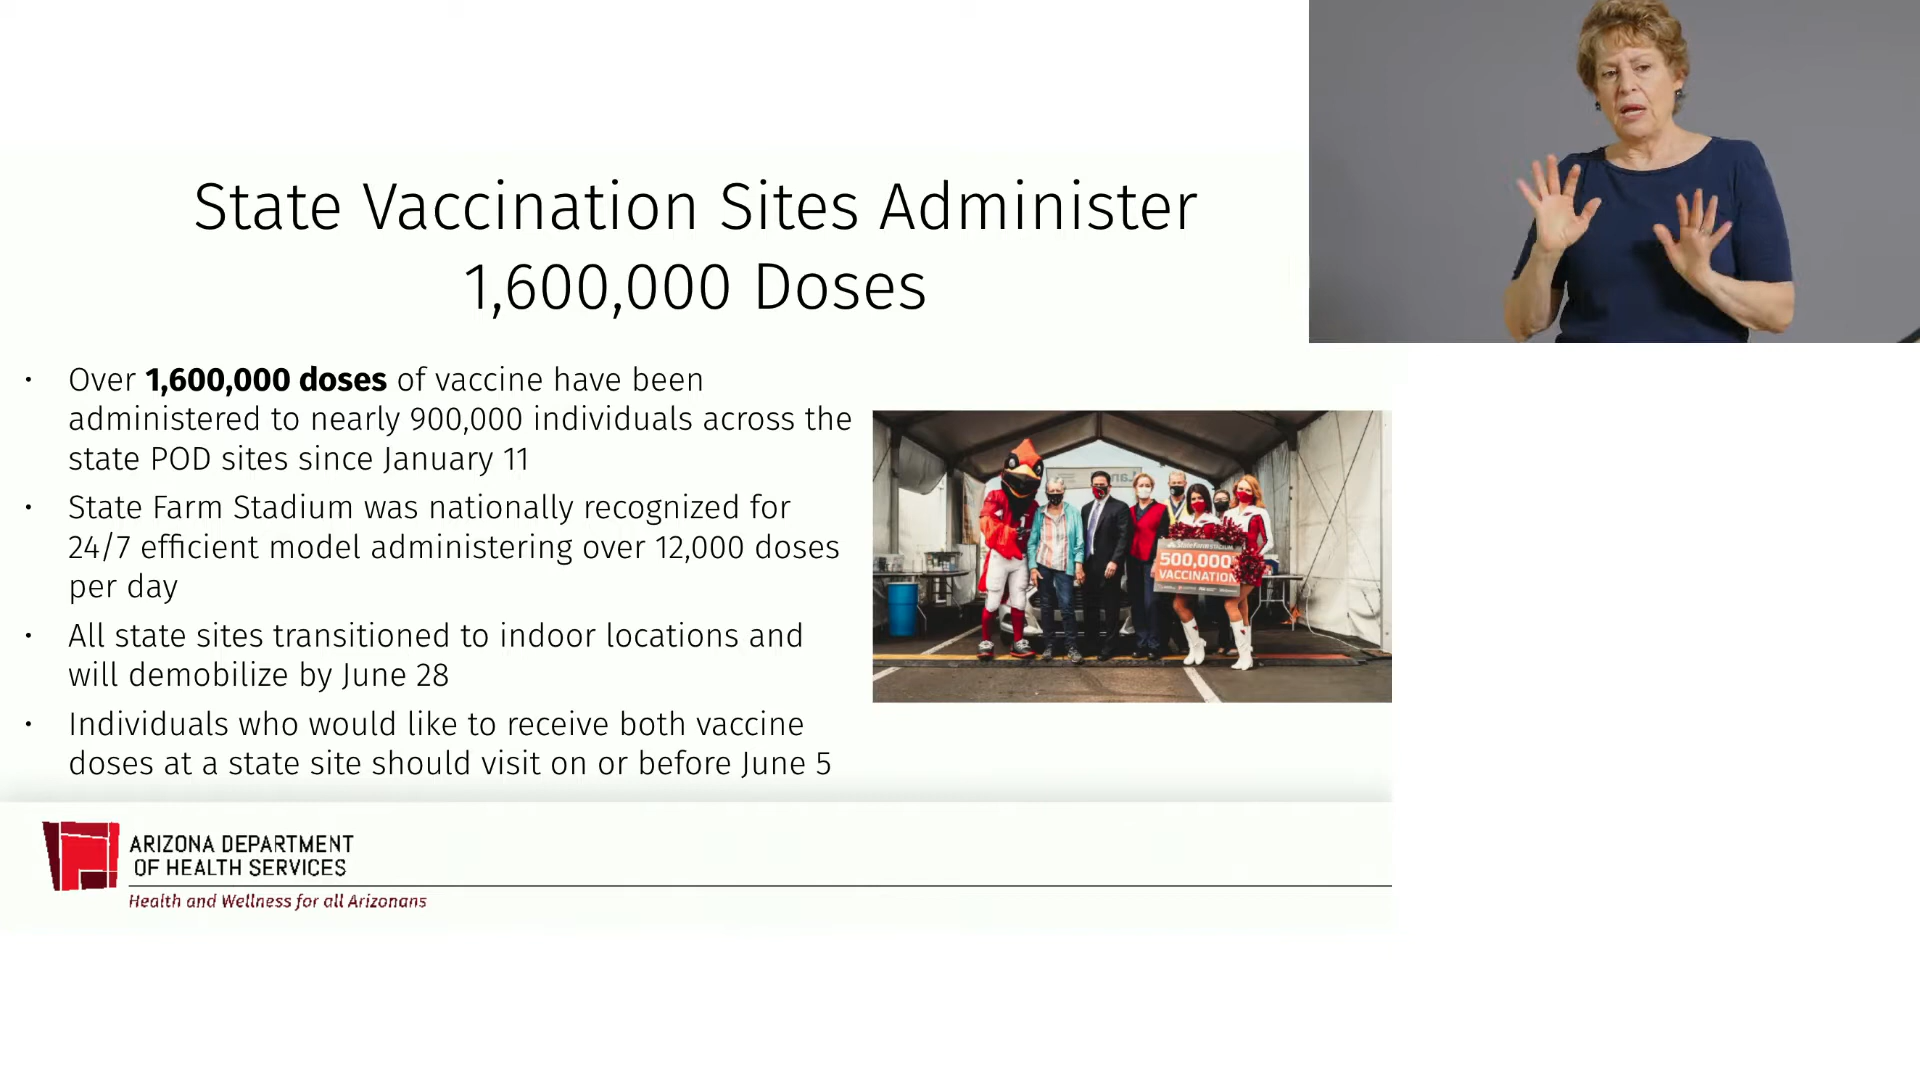 State Vaccination Sites Administer
1,600,000 Doses
• Over 1,600,000 doses of vaccine have been
administered to nearly 900,000 individuals across the
state POD sites since January 11
• State Farm Stadium was nationally recognized for
24/7 efficient model administering over 12,000 doses
per day
• All state sites transitioned to indoor locations and
will demobilize by June 28
• Individuals who would like to receive both vaccine
doses at a state site should visit on or before June 5
StateFarm STADIUM
500,000
VACCINATION
ARIZONA DEPARTMENT
OF HEALTH SERVICES
Health and Wellness for all Arizonans